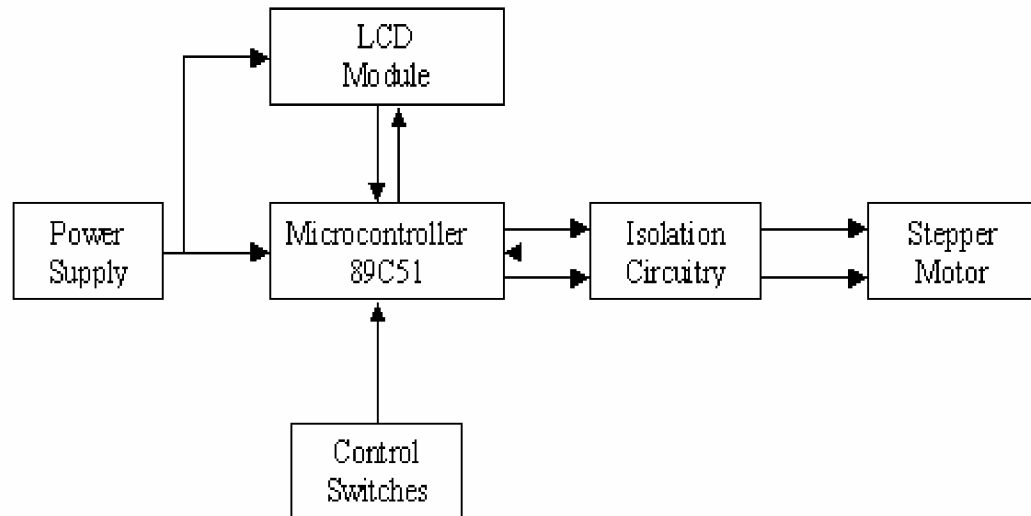 LCD
Module
Power
Supply
Microcontroller
89C51
Isolation
Circuitry
Stepper
Motor
Control
Switches